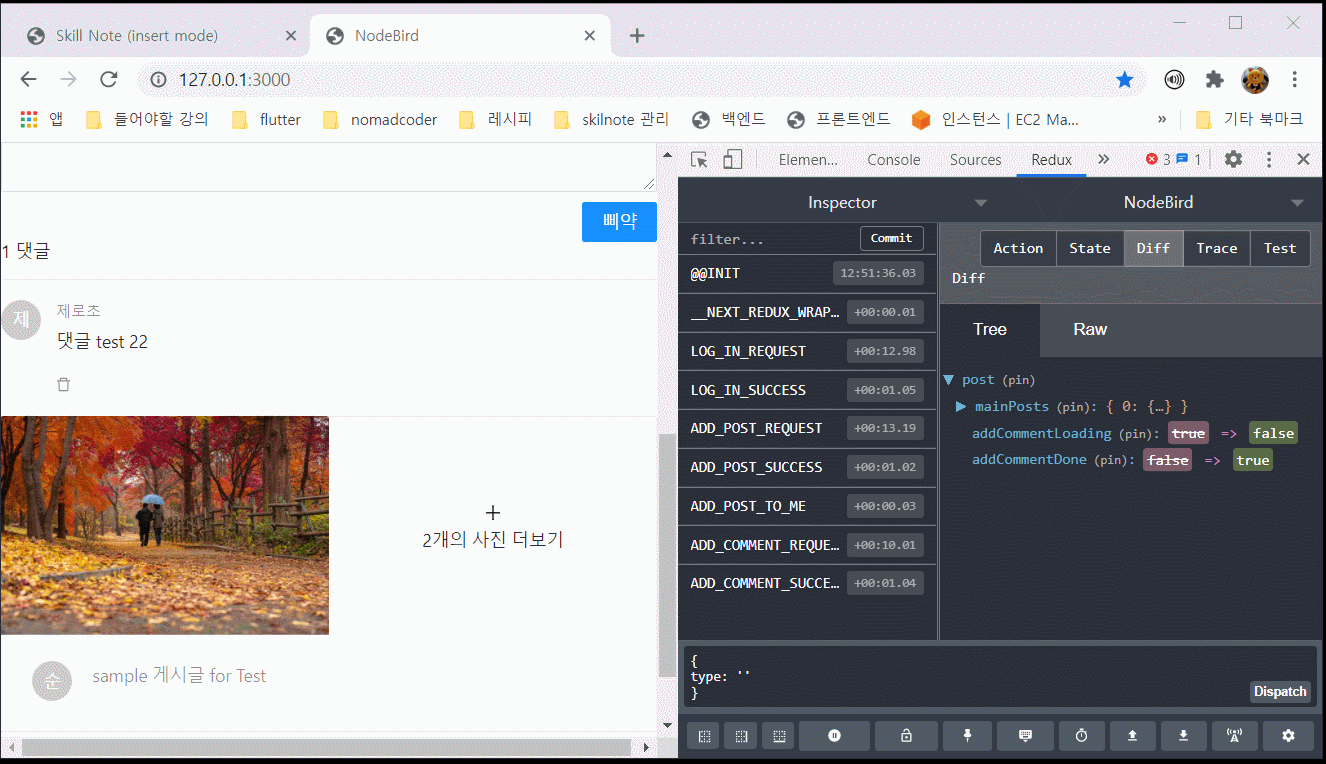 Skill Note (insert mode)
NodeBird
127.0.0.1:3000
앱 들어야할 강의 flutter nomadcoder 레시피 skilnote 관리 백엔드 프론트엔드 인스턴스 | EC2 Ma... » 기타 북마크
삐약
1 댓글
제
제로초
댓글 test 22
+
2개의 사진 더보기
순
sample 게시글 for Test
Elemen... Console Sources Redux » 3 1
Inspector NodeBird
filter... Commit
@@INIT 12:51:36.03
__NEXT_REDUX_WRAP... +00:00.01
LOG_IN_REQUEST +00:12.98
LOG_IN_SUCCESS +00:01.05
ADD_POST_REQUEST +00:13.19
ADD_POST_SUCCESS +00:01.02
ADD_POST_TO_ME +00:00.03
ADD_COMMENT_REQUE... +00:10.01
ADD_COMMENT_SUCCE... +00:01.04
Action State Diff Trace Test
Diff
Tree Raw
post (pin)
mainPosts (pin): { 0: {…} }
addCommentLoading (pin): true => false
addCommentDone (pin): false => true
{
type: ''
}
Dispatch